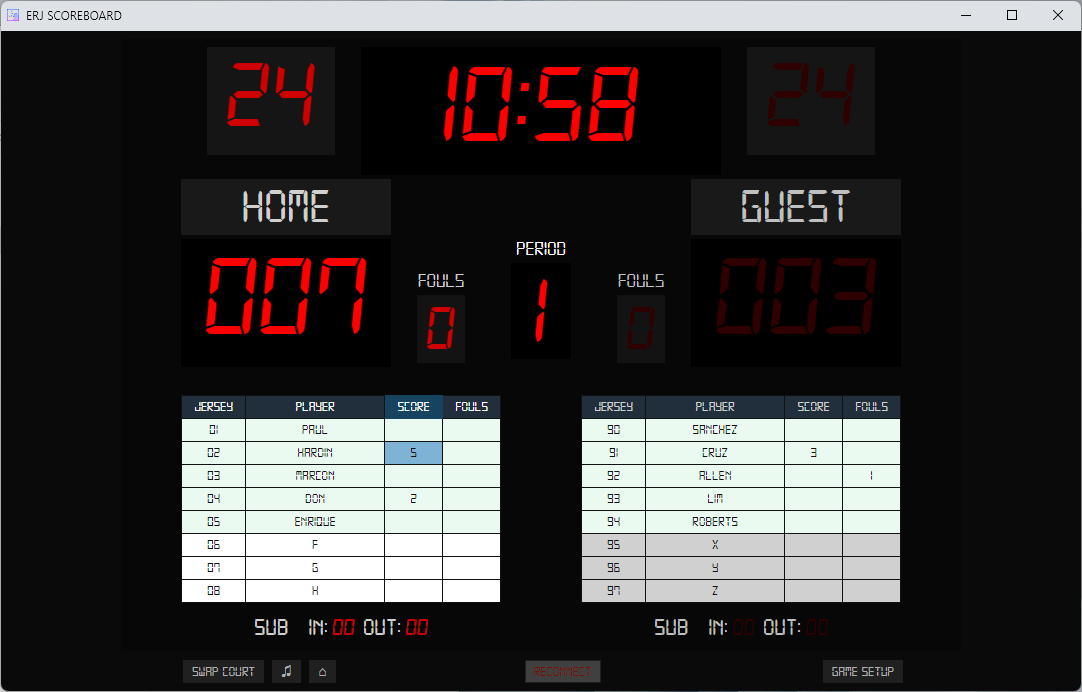 ERJ SCOREBOARD
24 10:58 24
HOME GUEST
PERIOD
007 FOULS 1 FOULS 003
0 0
JERSEY PLAYER SCORE FOULS
01 PAUL
02 HARDIN 5
03 MARCON
04 DON 2
05 ENRIQUE
06 F
07 G
08 H
SUB IN: 00 OUT: 00
JERSEY PLAYER SCORE FOULS
90 SANCHEZ
91 CRUZ 3
92 ALLEN 1
93 LIM
94 ROBERTS
95 X
96 Y
97 Z
SUB IN: 00 OUT: 00
SWAP COURT RECONNECT GAME SETUP